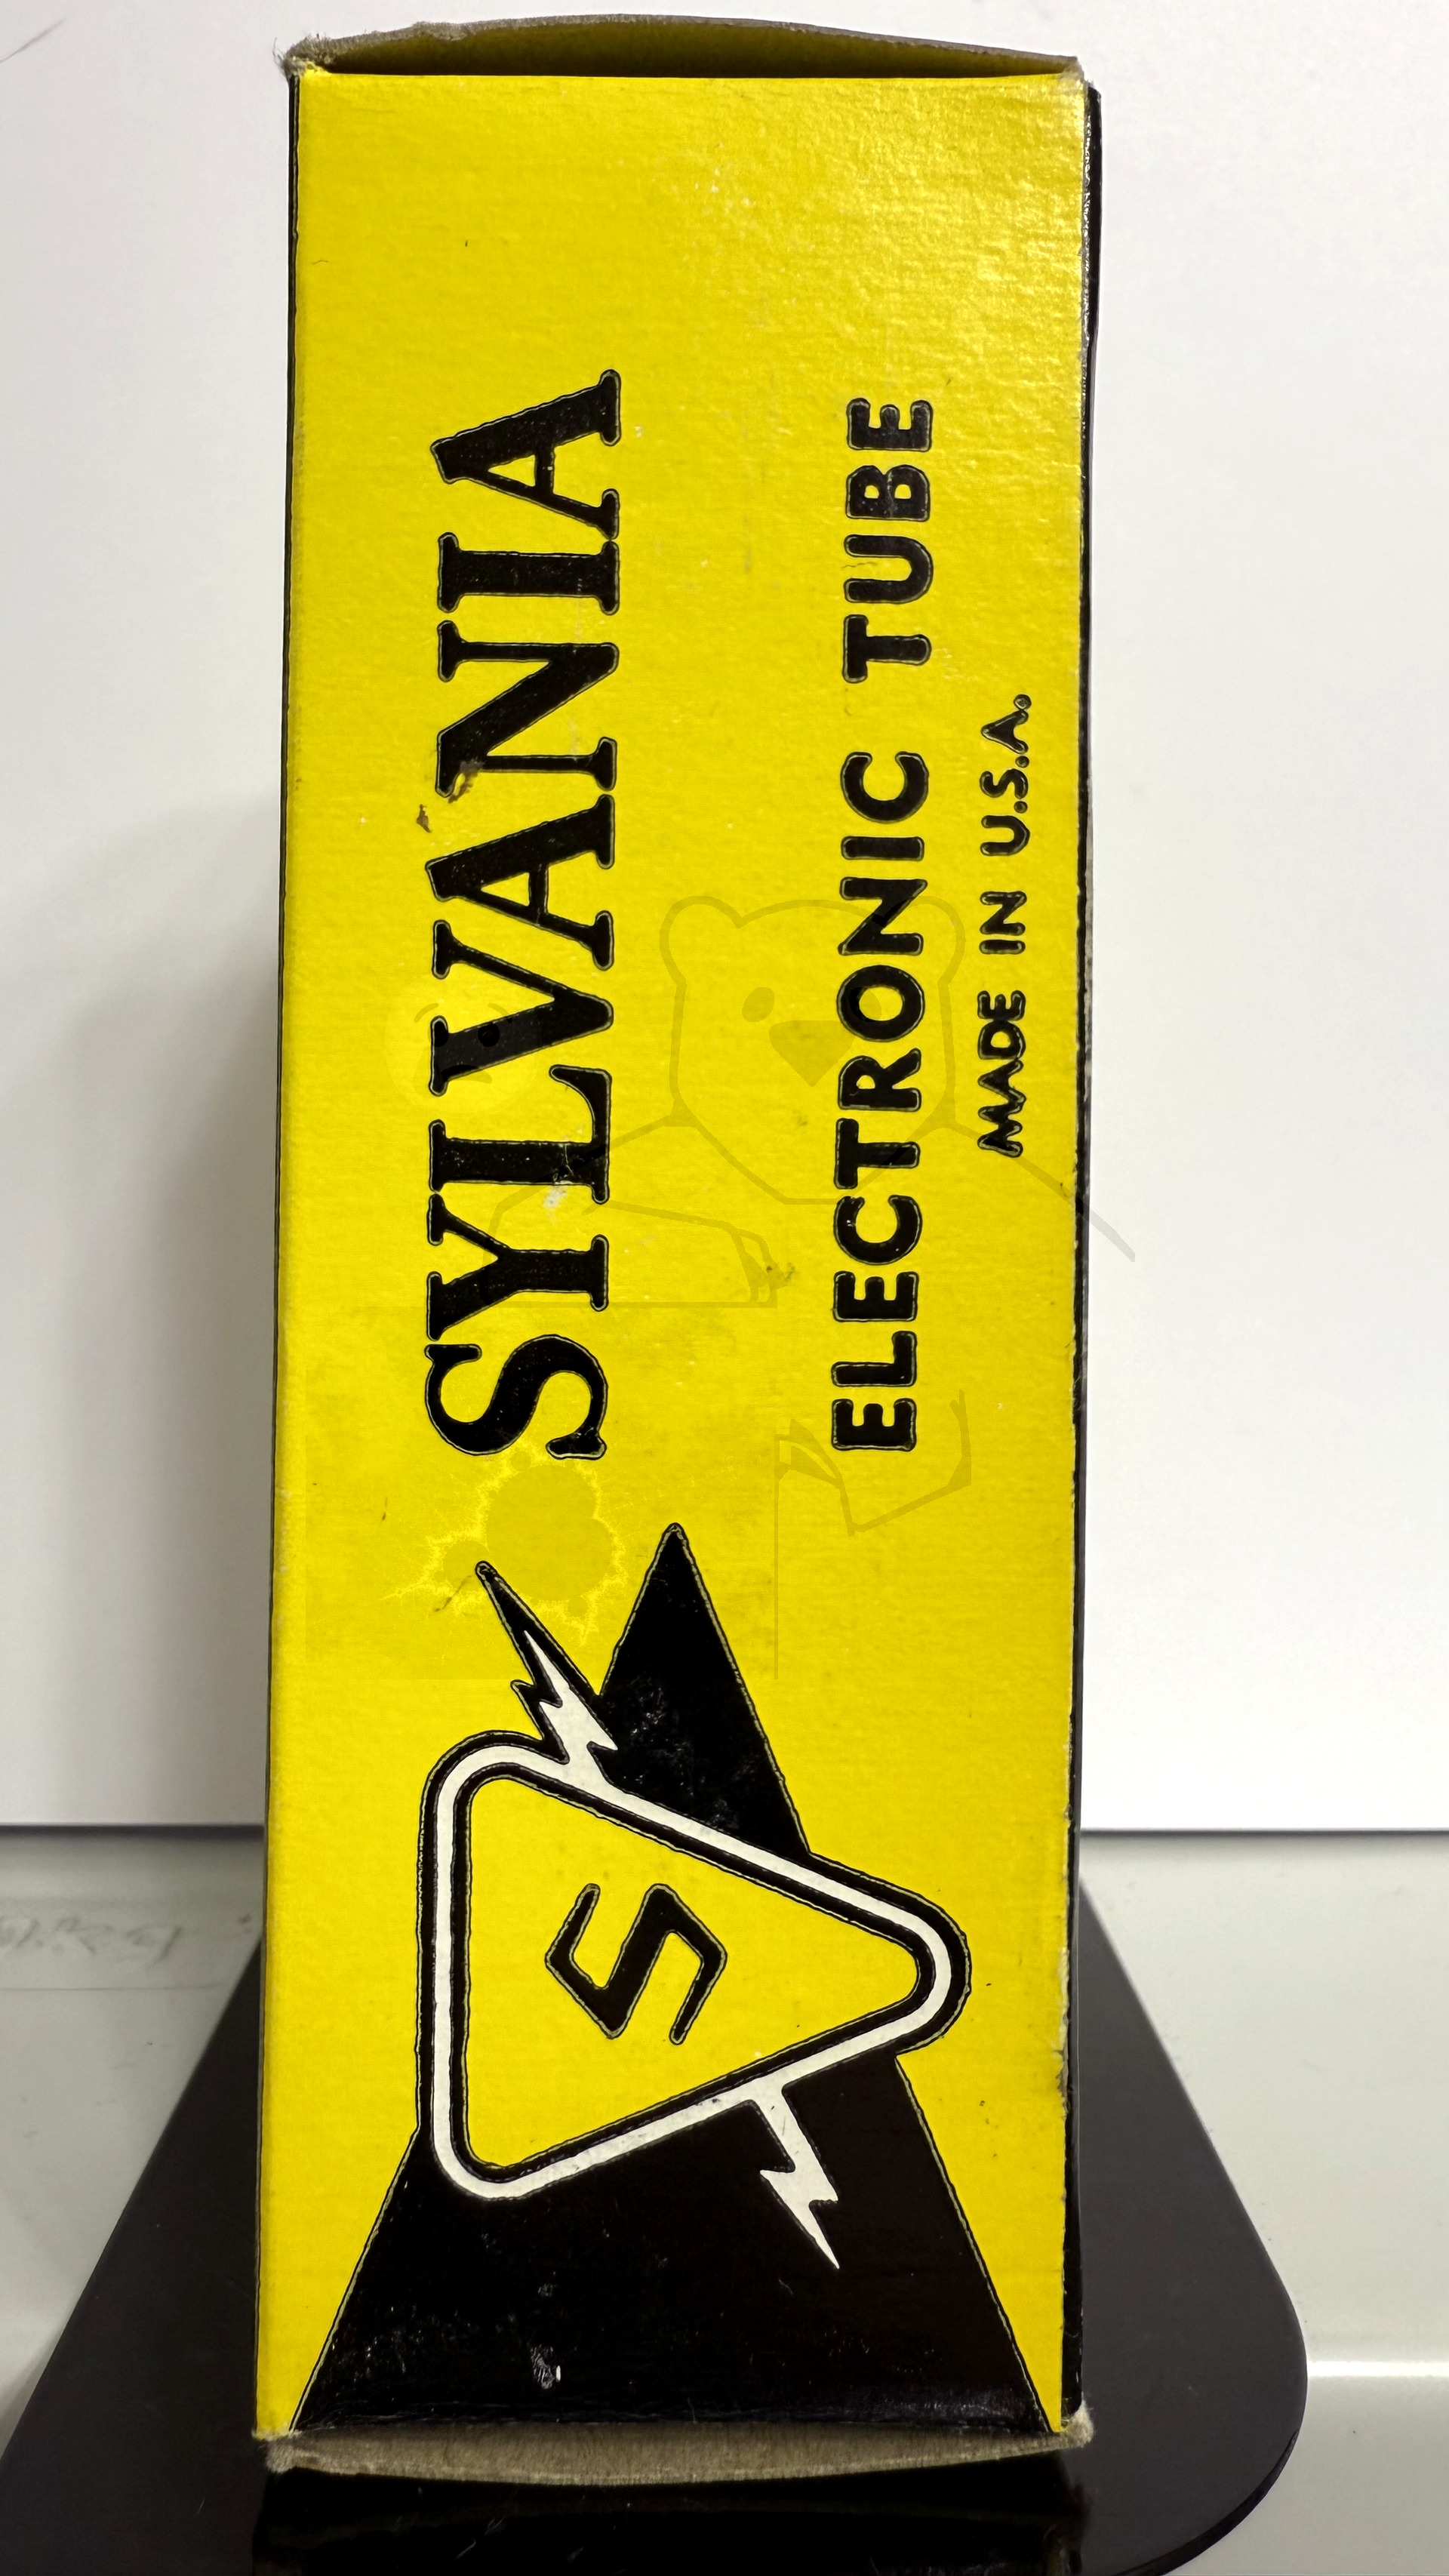 SYLVANIA
ELECTRONIC TUBE
MADE IN U.S.A.
S